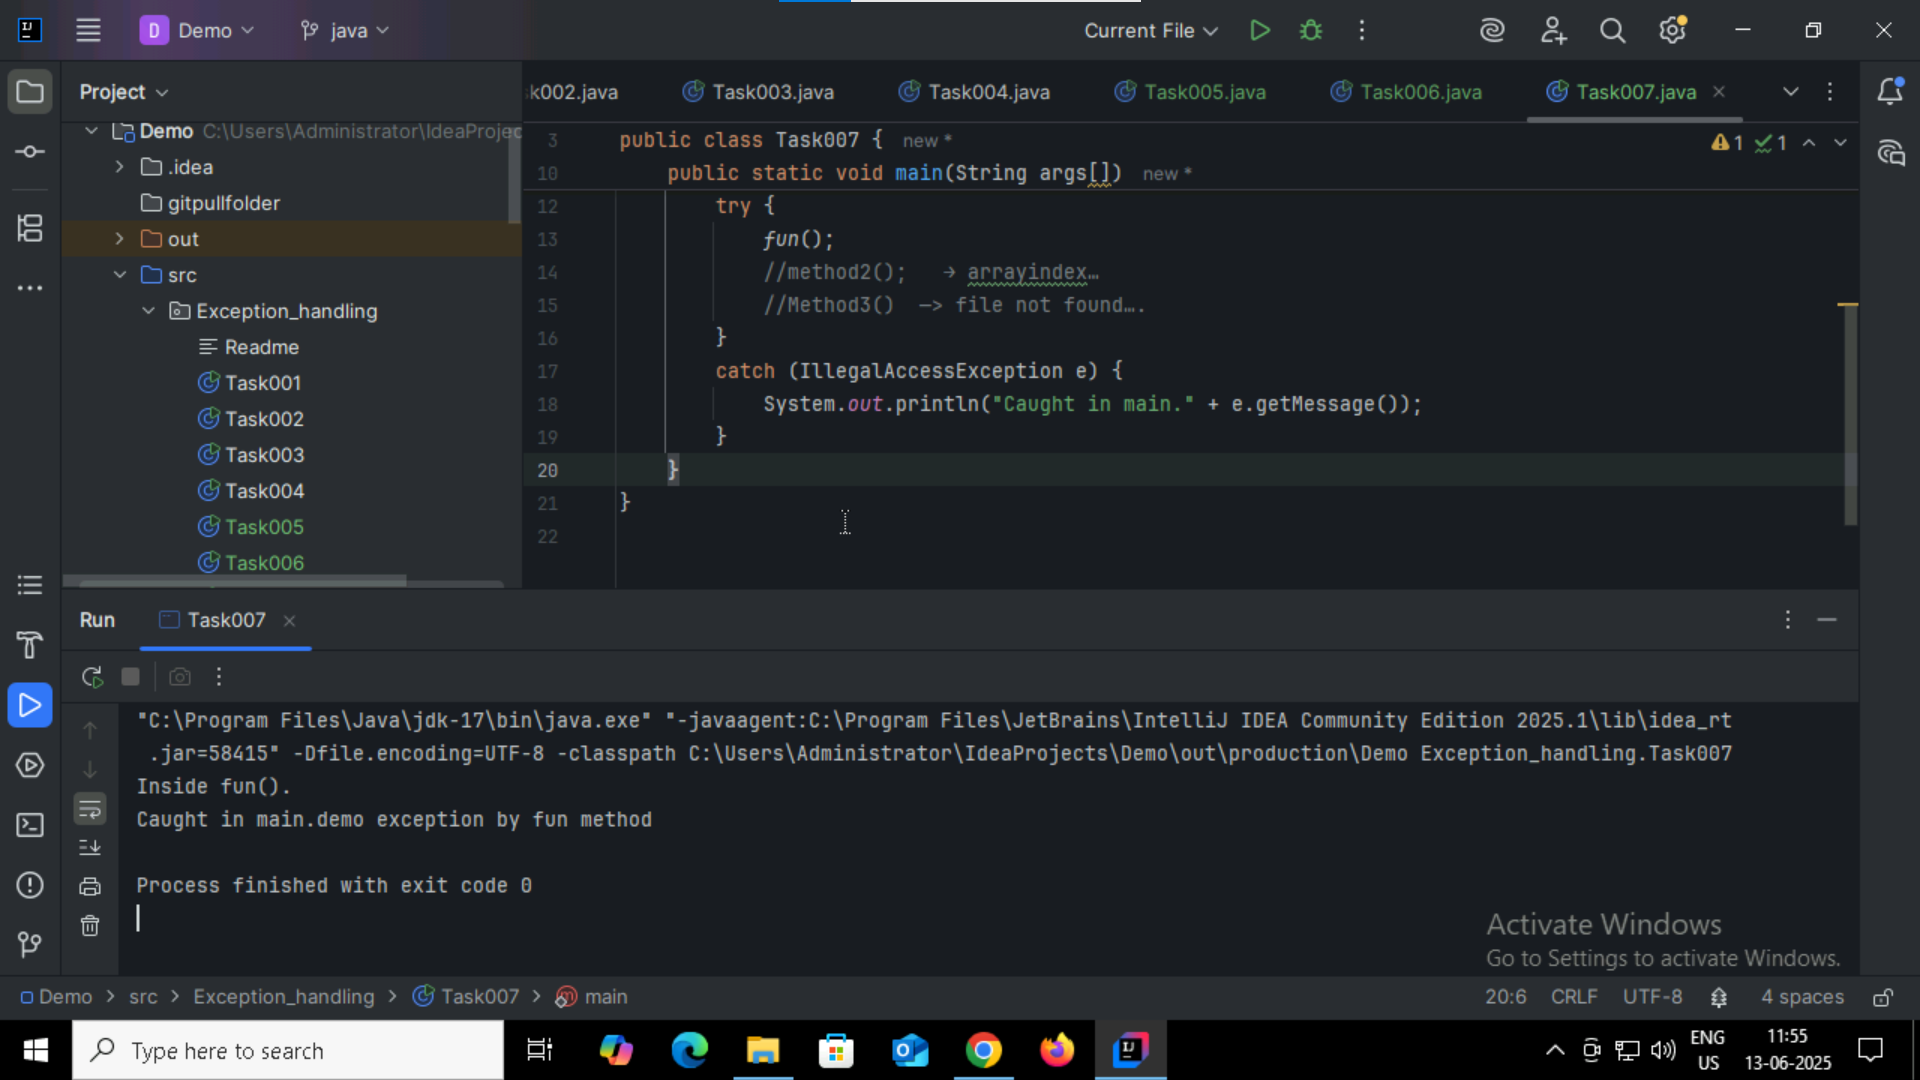 D Demo java Current File
Project
k002.java Task003.java Task004.java Task005.java Task006.java Task007.java
Demo C:\Users\Administrator\IdeaProjec
.idea
gitpullfolder
out
src
Exception_handling
Readme
Task001
Task002
Task003
Task004
Task005
Task006
3 public class Task007 { new *
10 public static void main(String args[]) new *
1 1
12 try {
13 fun();
14 //method2(); → arrayindex…
15 //Method3() —> file not found….
16 }
17 catch (IllegalAccessException e) {
18 System.out.println("Caught in main." + e.getMessage());
19 }
20 }
21 }
22
Run Task007
"C:\Program Files\Java\jdk-17\bin\java.exe" "-javaagent:C:\Program Files\JetBrains\IntelliJ IDEA Community Edition 2025.1\lib\idea_rt
.jar=58415" -Dfile.encoding=UTF-8 -classpath C:\Users\Administrator\IdeaProjects\Demo\out\production\Demo Exception_handling.Task007
Inside fun().
Caught in main.demo exception by fun method
Process finished with exit code 0
Activate Windows
Go to Settings to activate Windows.
Demo > src > Exception_handling > Task007 > main 20:6 CRLF UTF-8 4 spaces
Type here to search
ENG
US
11:55
13-06-2025